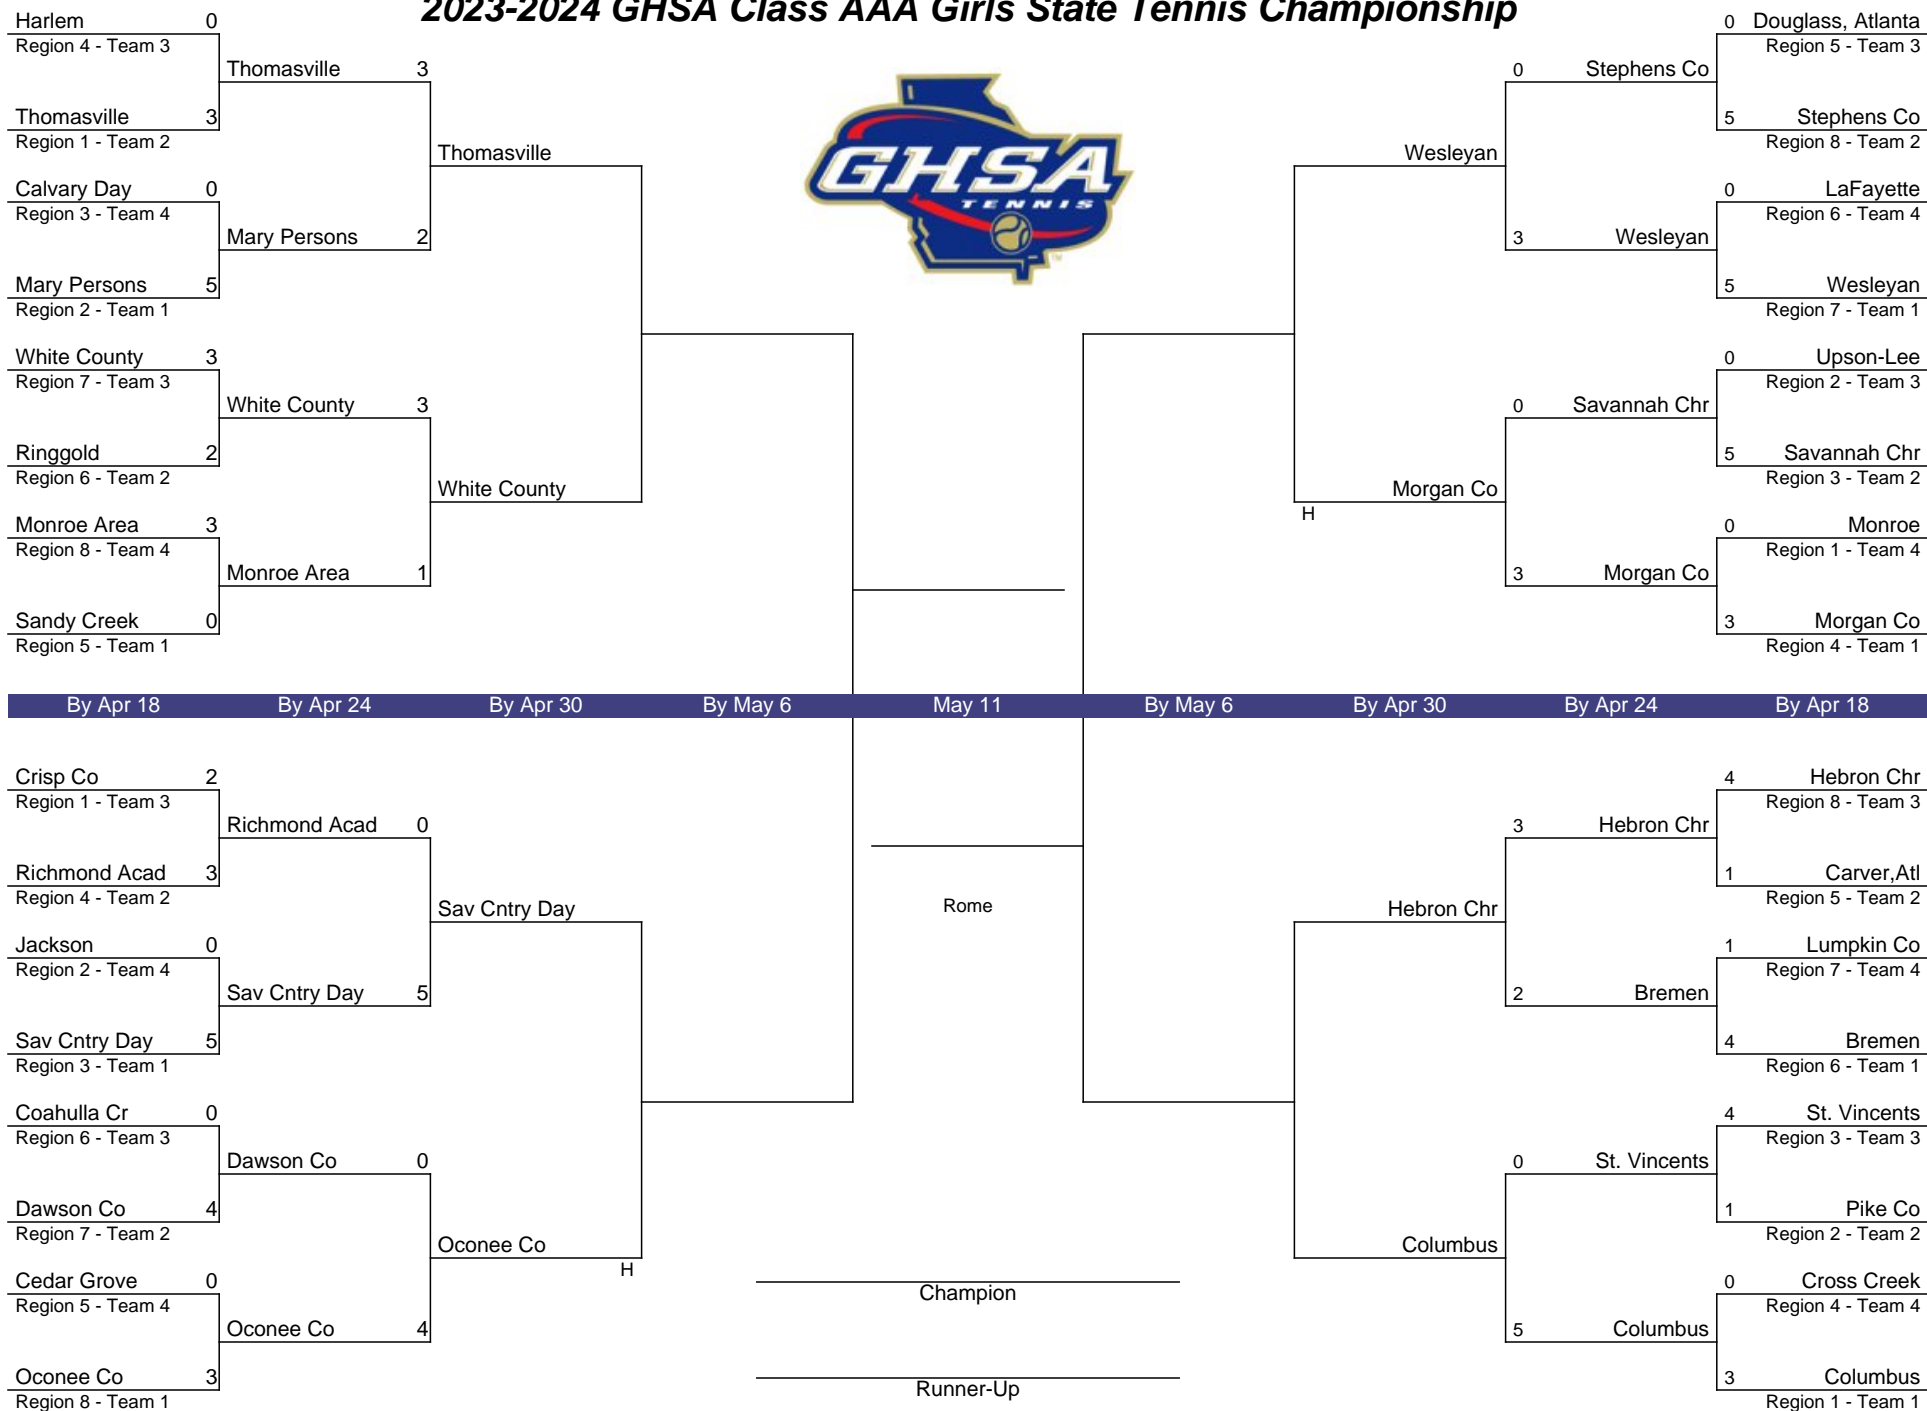 2023-2024 GHSA Class AAA Girls State Tennis Championship
GHSA
TENNIS
TM
Harlem 0
Region 4 - Team 3
Thomasville 3
Region 1 - Team 2
Calvary Day 0
Region 3 - Team 4
Mary Persons 5
Region 2 - Team 1
White County 3
Region 7 - Team 3
Ringgold 2
Region 6 - Team 2
Monroe Area 3
Region 8 - Team 4
Sandy Creek 0
Region 5 - Team 1
Thomasville 3
Mary Persons 2
White County 3
Monroe Area 1
Thomasville
White County
0 Douglass, Atlanta
Region 5 - Team 3
5 Stephens Co
Region 8 - Team 2
0 LaFayette
Region 6 - Team 4
5 Wesleyan
Region 7 - Team 1
0 Upson-Lee
Region 2 - Team 3
5 Savannah Chr
Region 3 - Team 2
0 Monroe
Region 1 - Team 4
3 Morgan Co
Region 4 - Team 1
0 Stephens Co
3 Wesleyan
0 Savannah Chr
3 Morgan Co
Wesleyan
Morgan Co
H
By Apr 18 By Apr 24 By Apr 30 By May 6 May 11 By May 6 By Apr 30 By Apr 24 By Apr 18
Crisp Co 2
Region 1 - Team 3
Richmond Acad 3
Region 4 - Team 2
Jackson 0
Region 2 - Team 4
Sav Cntry Day 5
Region 3 - Team 1
Coahulla Cr 0
Region 6 - Team 3
Dawson Co 4
Region 7 - Team 2
Cedar Grove 0
Region 5 - Team 4
Oconee Co 3
Region 8 - Team 1
Richmond Acad 0
Sav Cntry Day 5
Dawson Co 0
Oconee Co 4
Sav Cntry Day
Oconee Co
H
Rome
Champion
Runner-Up
4 Hebron Chr
Region 8 - Team 3
1 Carver,Atl
Region 5 - Team 2
1 Lumpkin Co
Region 7 - Team 4
4 Bremen
Region 6 - Team 1
4 St. Vincents
Region 3 - Team 3
1 Pike Co
Region 2 - Team 2
0 Cross Creek
Region 4 - Team 4
3 Columbus
Region 1 - Team 1
3 Hebron Chr
2 Bremen
0 St. Vincents
5 Columbus
Hebron Chr
Columbus